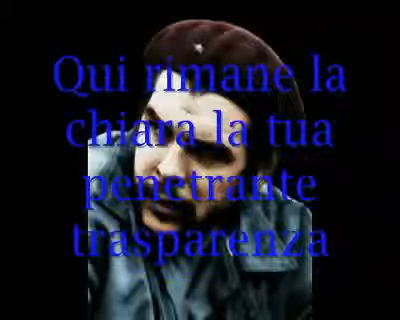 Qui rimane la
chiara la tua
penetrante
trasparenza